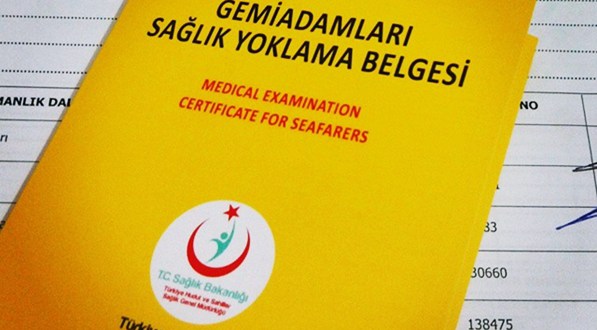 GEMİADAMLARI
SAĞLIK YOKLAMA BELGESİ
MEDICAL EXAMINATION
CERTIFICATE FOR SEAFARERS
T.C. Sağlık Bakanlığı
Türkiye Hudut ve Sahiller
Sağlık Genel Müdürlüğü
NO
30660
138475